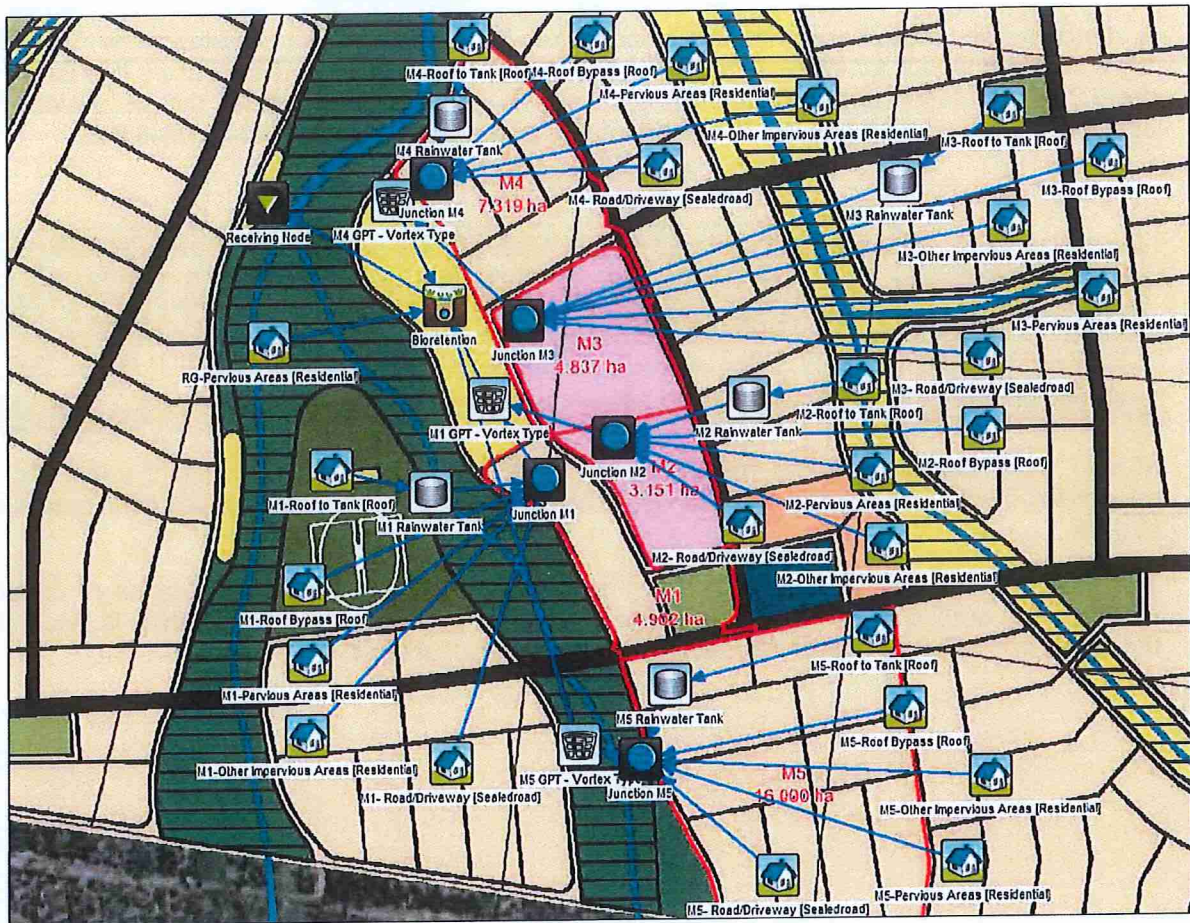 M4-Roof to Tank [Roof]
M4-Roof Bypass [Roof]
M4-Pervious Areas [Residential]
M4-Other Impervious Areas [Residential]
M3-Roof to Tank [Roof]
M4 Rainwater Tank
M4- Road/Driveway [Sealedroad]
M3-Roof Bypass [Roof]
M4
7.319 ha
Junction M4
M3 Rainwater Tank
Receiving Node
M4 GPT - Vortex Type
M3-Other Impervious Areas [Residential]
M3-Pervious Areas [Residential]
Bioretention
Junction M3
M3
4.837 ha
RG-Pervious Areas [Residential]
M3- Road/Driveway [Sealedroad]
M2-Roof to Tank [Roof]
M1 GPT - Vortex Type
M2 Rainwater Tank
M2-Roof Bypass [Roof]
Junction M2
M2
3.151 ha
M1-Roof to Tank [Roof]
M1 Rainwater Tank
Junction M1
M2-Pervious Areas [Residential]
M2- Road/Driveway [Sealedroad]
M2-Other Impervious Areas [Residential]
M1
4.902 ha
M1-Roof Bypass [Roof]
M5-Roof to Tank [Roof]
M1-Pervious Areas [Residential]
M5 Rainwater Tank
M5-Roof Bypass [Roof]
M1-Other Impervious Areas [Residential]
M5 GPT - Vortex Type
Junction M5
M5
16.000 ha
M1- Road/Driveway [Sealedroad]
M5-Other Impervious Areas [Residential]
M5-Pervious Areas [Residential]
M5- Road/Driveway [Sealedroad]